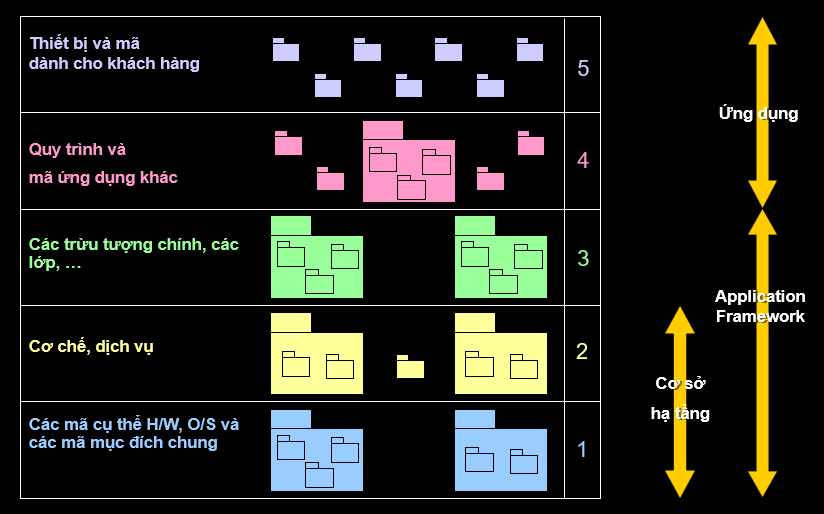 Thiết bị và mã
dành cho khách hàng
5
Ứng dụng
Quy trình và
mã ứng dụng khác
4
Các trừu tượng chính, các
lớp, …
3
Application
Framework
Cơ chế, dịch vụ
2
Cơ sở
hạ tầng
Các mã cụ thể H/W, O/S và
các mã mục đích chung
1